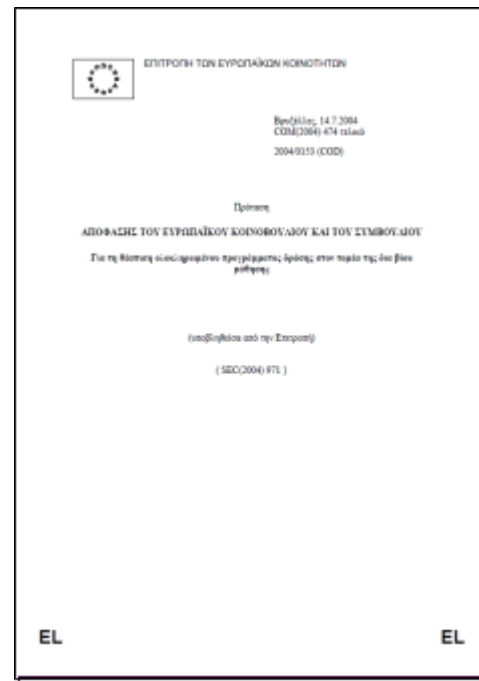 ΕΠΙΤΡΟΠΗ ΤΩΝ ΕΥΡΩΠΑΪΚΩΝ ΚΟΙΝΟΤΗΤΩΝ
Βρυξέλλες, 14.7.2004
COM(2004) 474 τελικό
2004/0153 (COD)
Πρόταση
ΑΠΟΦΑΣΗΣ ΤΟΥ ΕΥΡΩΠΑΪΚΟΥ ΚΟΙΝΟΒΟΥΛΙΟΥ ΚΑΙ ΤΟΥ ΣΥΜΒΟΥΛΙΟΥ
Για τη θέσπιση ολοκληρωμένου προγράμματος δράσης στον τομέα της δια βίου
μάθησης
(υποβληθείσα από την Επιτροπή)
{ SEC(2004) 971 }
EL EL